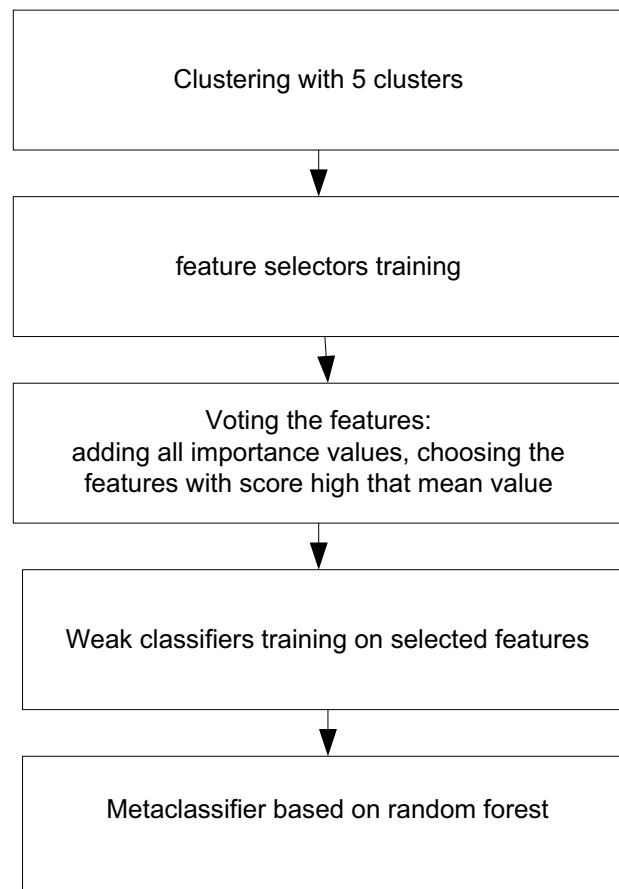 Clustering with 5 clusters
feature selectors training
Voting the features:
adding all importance values, choosing the
features with score high that mean value
Weak classifiers training on selected features
Metaclassifier based on random forest